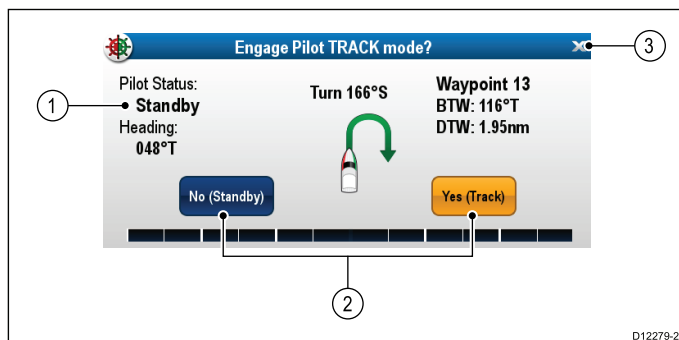 Engage Pilot TRACK mode?
3
Pilot Status:
Standby
Heading:
048°T
1
Turn 166°S
Waypoint 13
BTW: 116°T
DTW: 1.95nm
No (Standby)
Yes (Track)
2
D12279-2